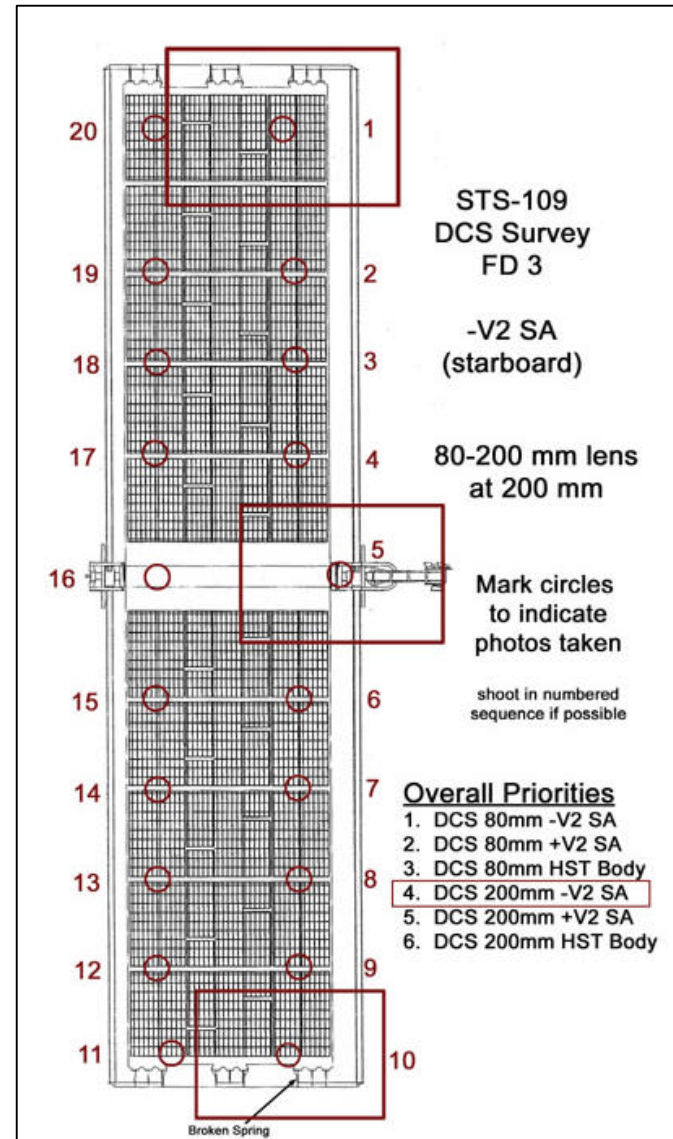 20
1
STS-109
DCS Survey
FD 3
19
2
-V2 SA
(starboard)
18
3
17
4
80-200 mm lens
at 200 mm
5
16
Mark circles
to indicate
photos taken
shoot in numbered
sequence if possible
15
6
14
7
Overall Priorities
1. DCS 80mm -V2 SA
2. DCS 80mm +V2 SA
3. DCS 80mm HST Body
4. DCS 200mm -V2 SA
5. DCS 200mm +V2 SA
6. DCS 200mm HST Body
13
8
12
9
11
10
Broken Spring